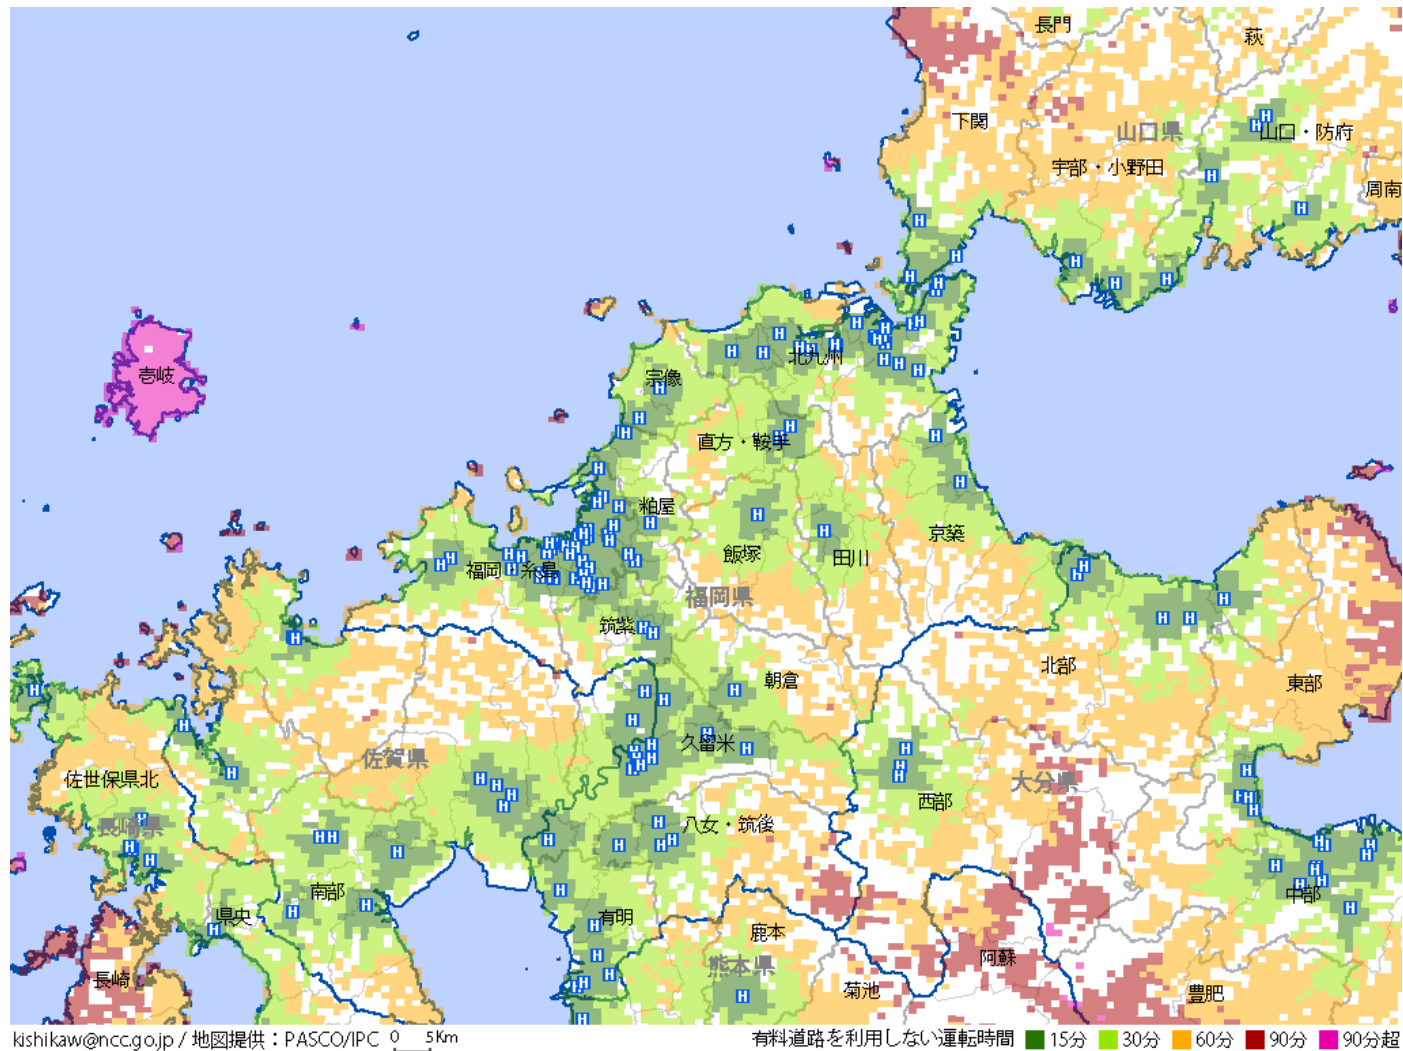 長門
萩
下関
山口県
山口・防府
宇部・小野田
周南
壱岐
北九州
宗像
直方・鞍手
粕屋
京築
飯塚
田川
福岡・糸島
福岡県
筑紫
北部
朝倉
東部
久留米
佐賀県
佐世保県北
大分県
西部
長崎県
八女・筑後
南部
中部
県央
有明
鹿本
阿蘇
熊本県
長崎
菊池
豊肥
kishikaw@ncc.go.jp / 地図提供：PASCO/IPC 0 5Km
有料道路を利用しない運転時間 15分 30分 60分 90分 90分超